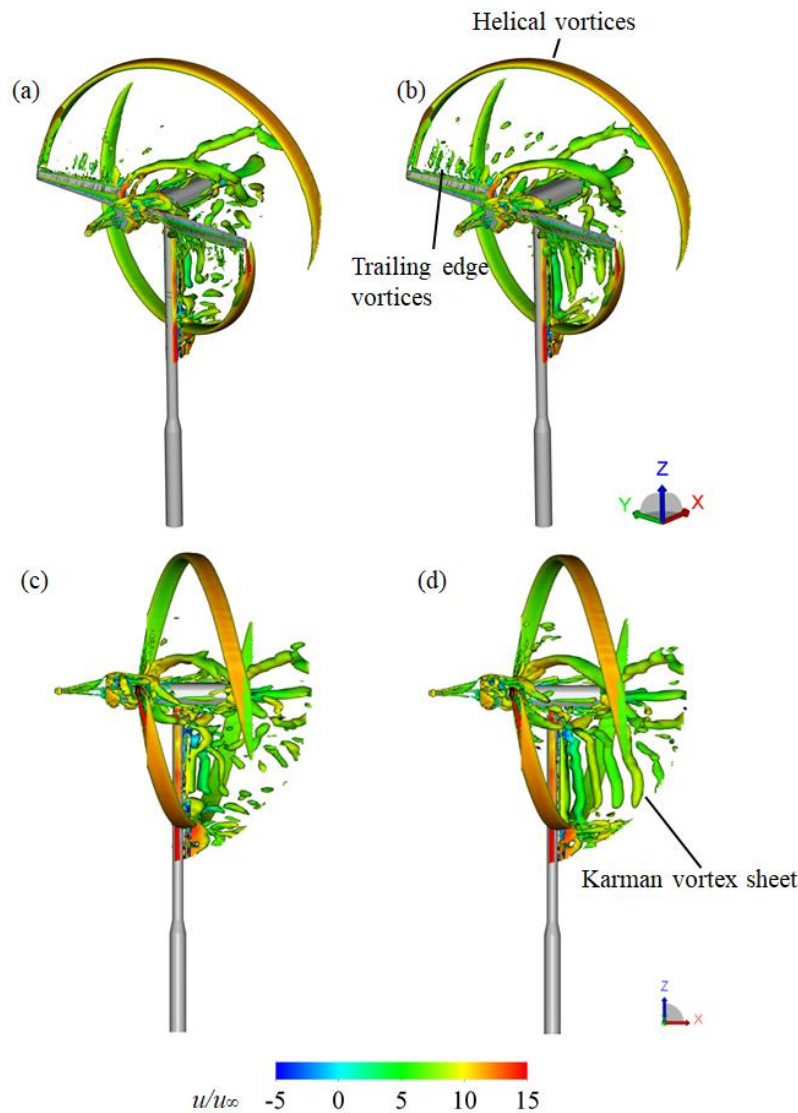 Helical vortices
(a)
(b)
Trailing edge
vortices
Z
Y
X
(c)
(d)
Karman vortex sheet
Z
X
u/u∞ -5 0 5 10 15